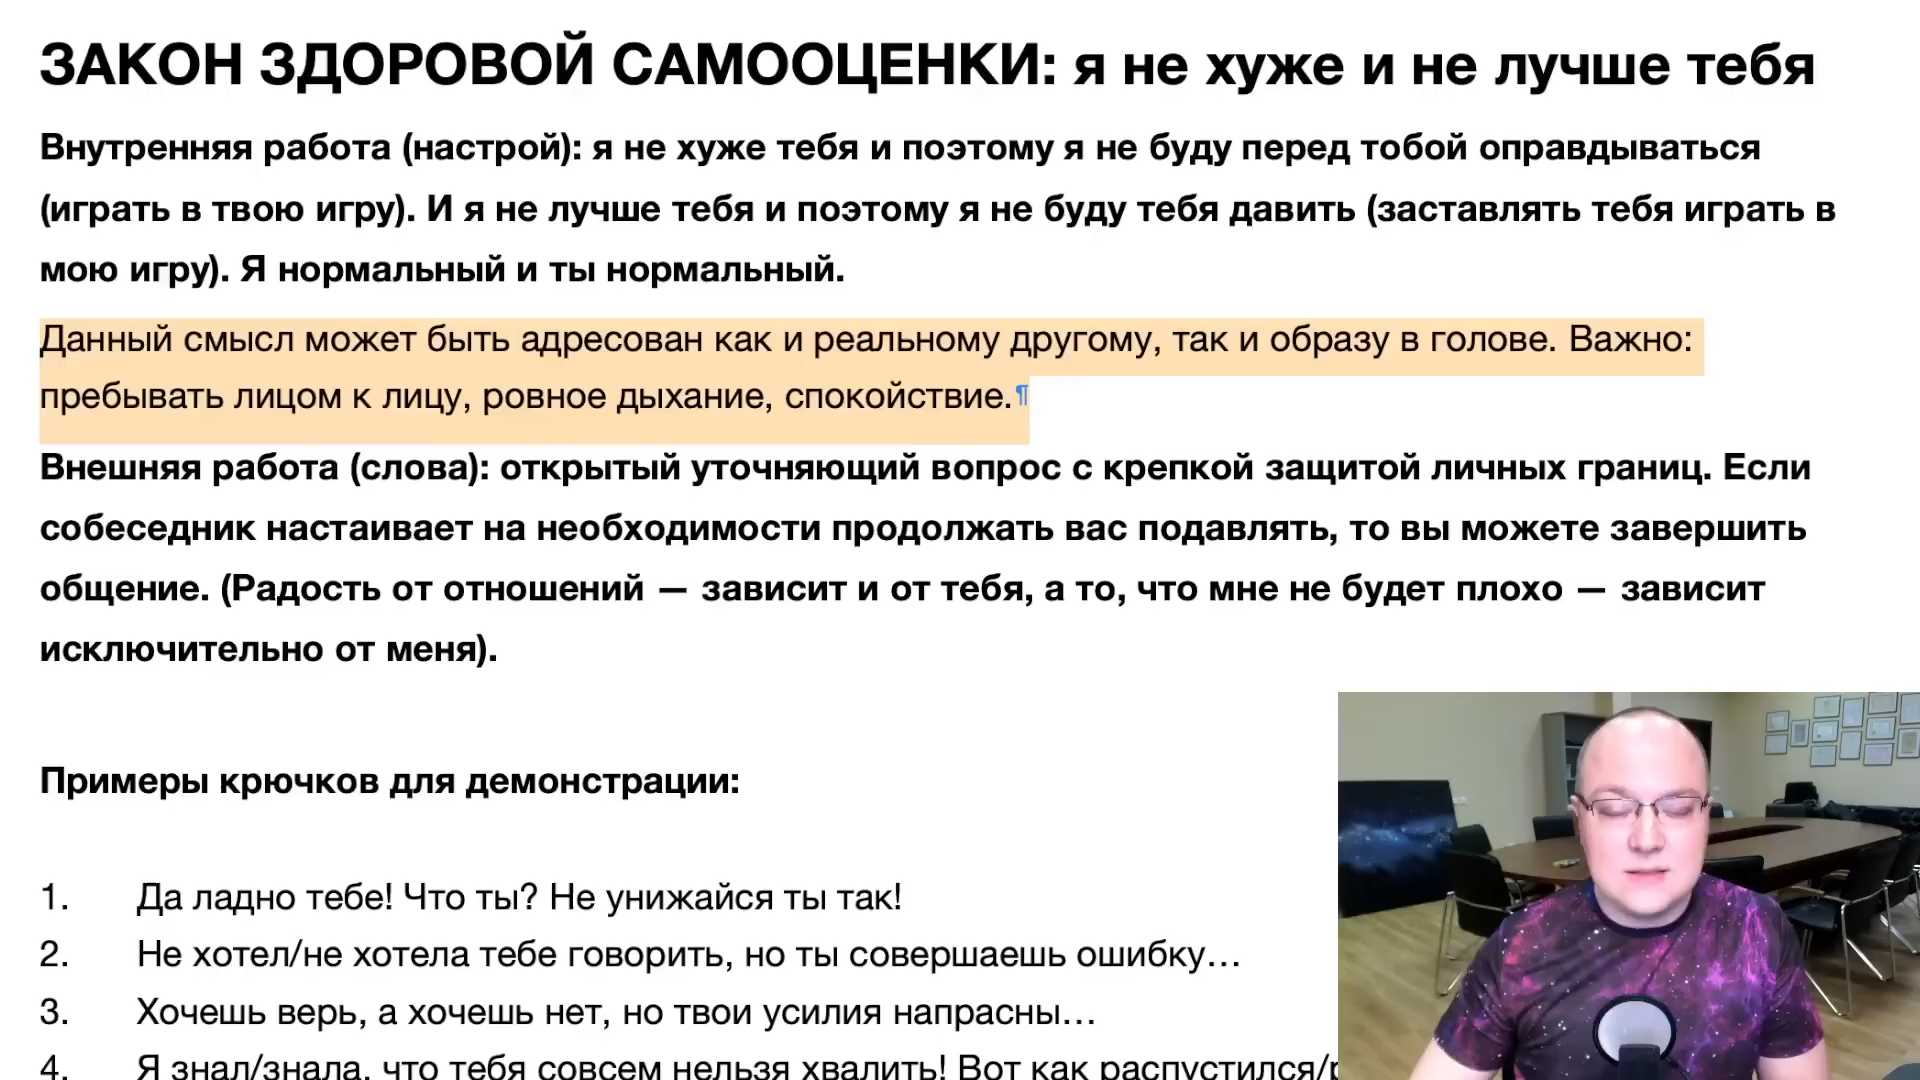 ЗАКОН ЗДОРОВОЙ САМООЦЕНКИ: я не хуже и не лучше тебя
Внутренняя работа (настрой): я не хуже тебя и поэтому я не буду перед тобой оправдываться
(играть в твою игру). И я не лучше тебя и поэтому я не буду тебя давить (заставлять тебя играть в
мою игру). Я нормальный и ты нормальный.
Данный смысл может быть адресован как и реальному другому, так и образу в голове. Важно:
пребывать лицом к лицу, ровное дыхание, спокойствие.¶
Внешняя работа (слова): открытый уточняющий вопрос с крепкой защитой личных границ. Если
собеседник настаивает на необходимости продолжать вас подавлять, то вы можете завершить
общение. (Радость от отношений — зависит и от тебя, а то, что мне не будет плохо — зависит
исключительно от меня).
Примеры крючков для демонстрации:
1. Да ладно тебе! Что ты? Не унижайся ты так!
2. Не хотел/не хотела тебе говорить, но ты совершаешь ошибку…
3. Хочешь верь, а хочешь нет, но твои усилия напрасны…
4. Я знал/знала, что тебя совсем нельзя хвалить! Вот как распустился/